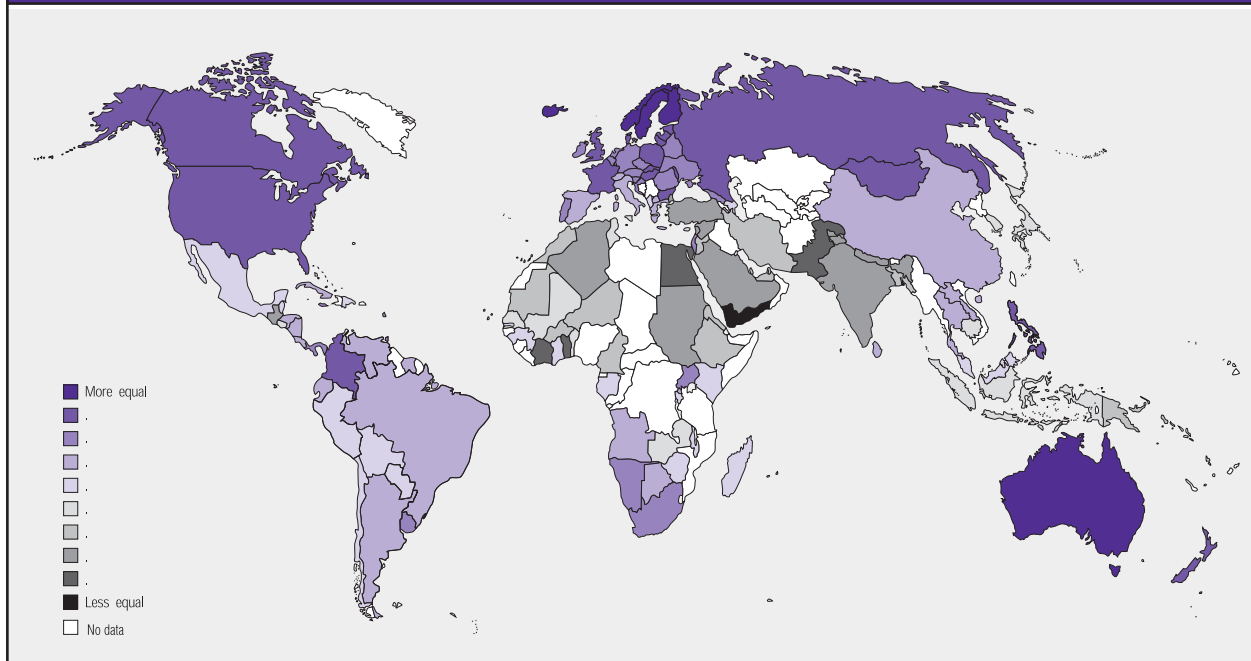 More equal
.
.
.
.
.
.
.
.
Less equal
No data